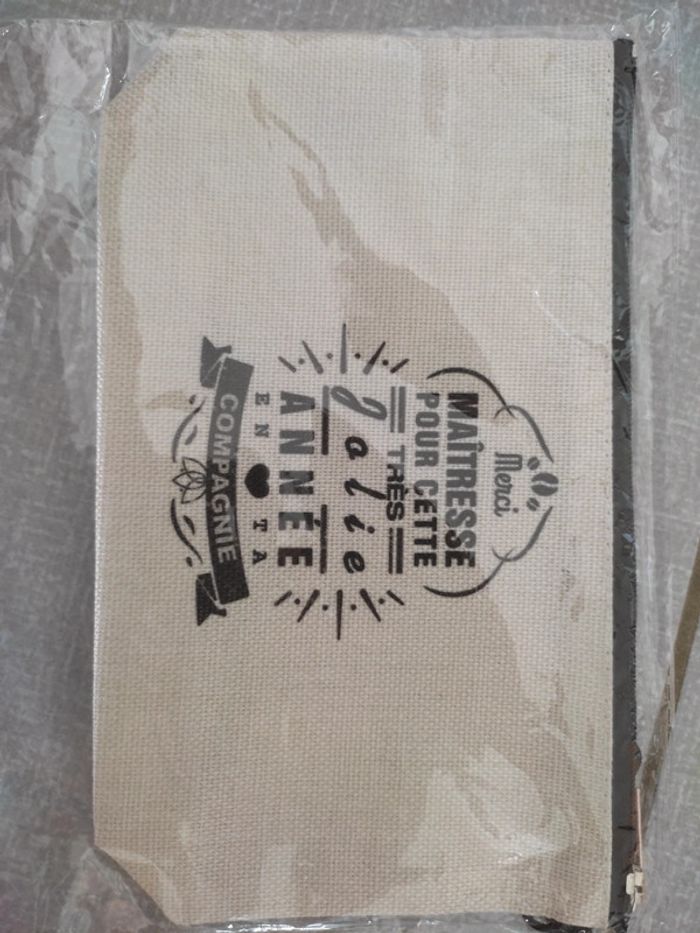 Merci
MAÎTRESSE
POUR CETTE
TRÈS
Jolie
ANNÉE
EN TA
COMPAGNIE